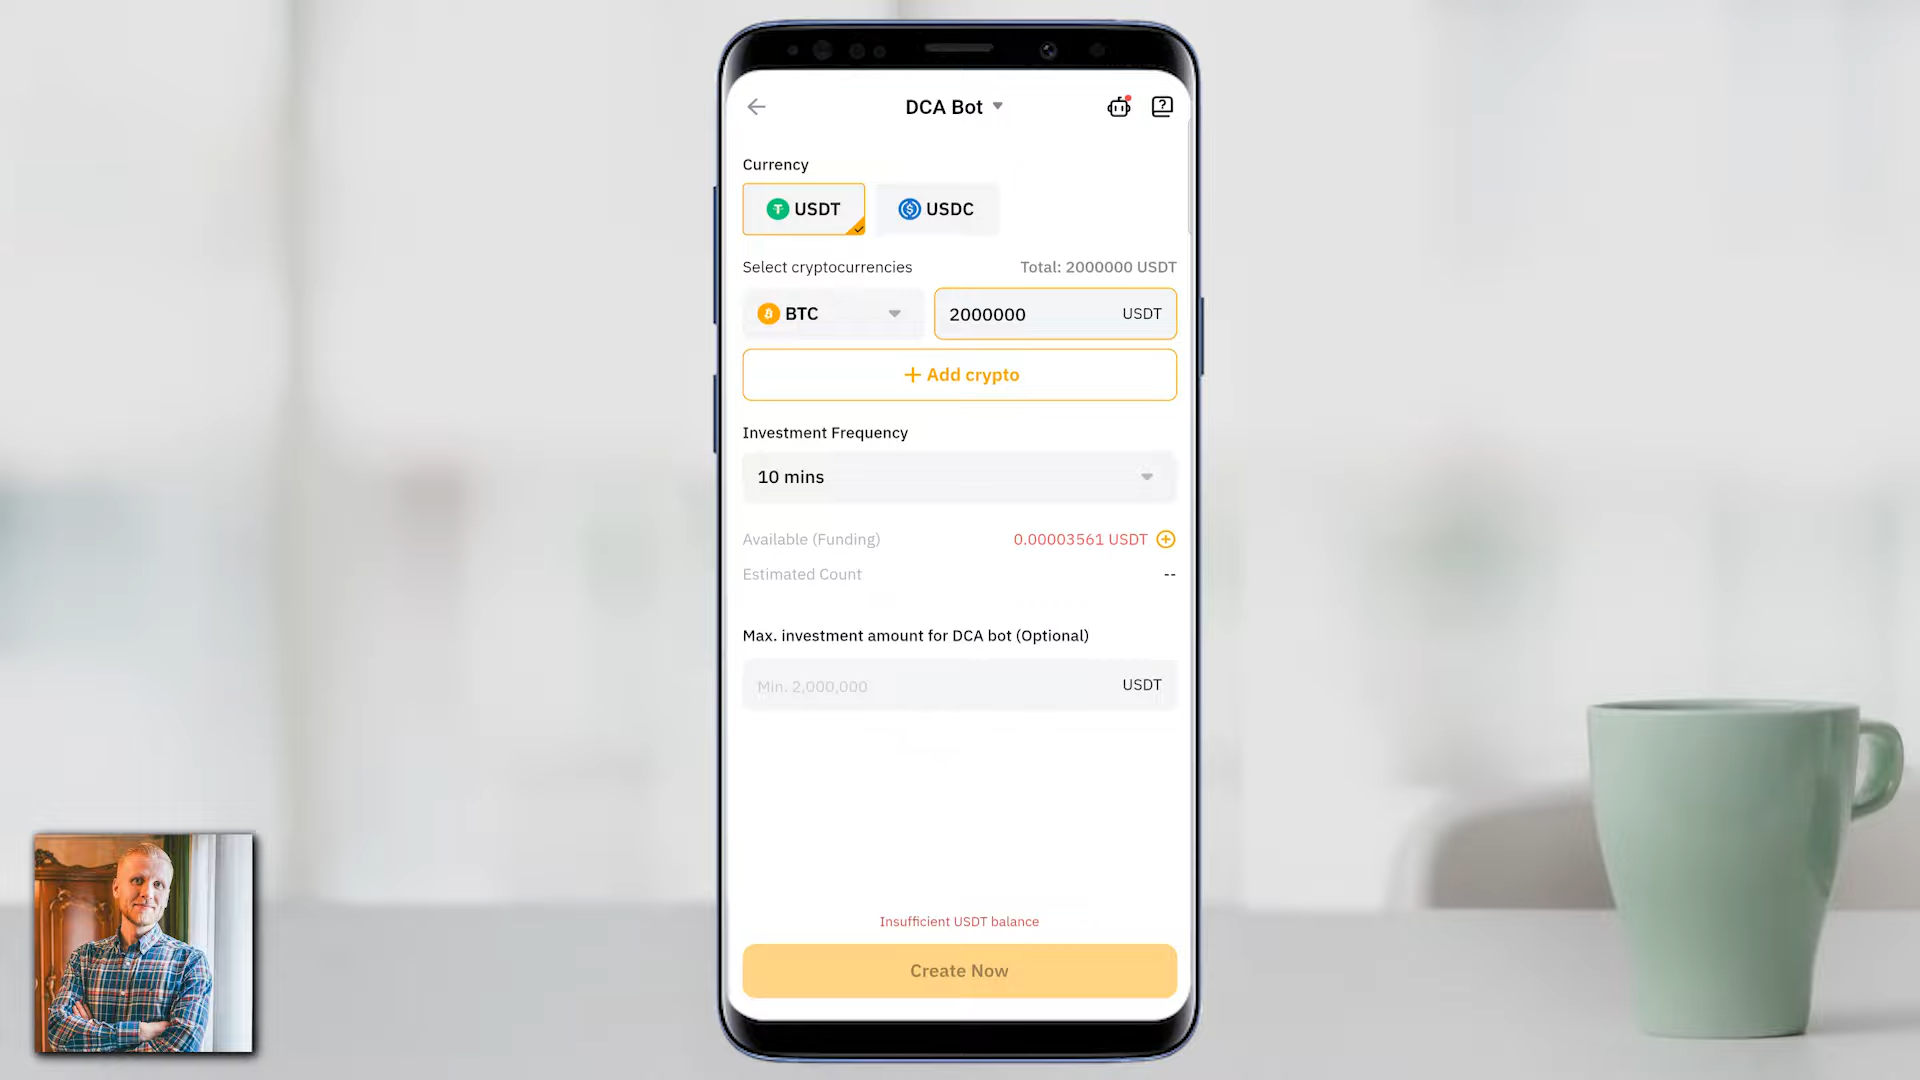 DCA Bot
Currency
USDT
USDC
Select cryptocurrencies
Total: 2000000 USDT
BTC
2000000 USDT
+ Add crypto
Investment Frequency
10 mins
Available (Funding)
0.00003561 USDT
Estimated Count
--
Max. investment amount for DCA bot (Optional)
Min. 2,000,000 USDT
Insufficient USDT balance
Create Now